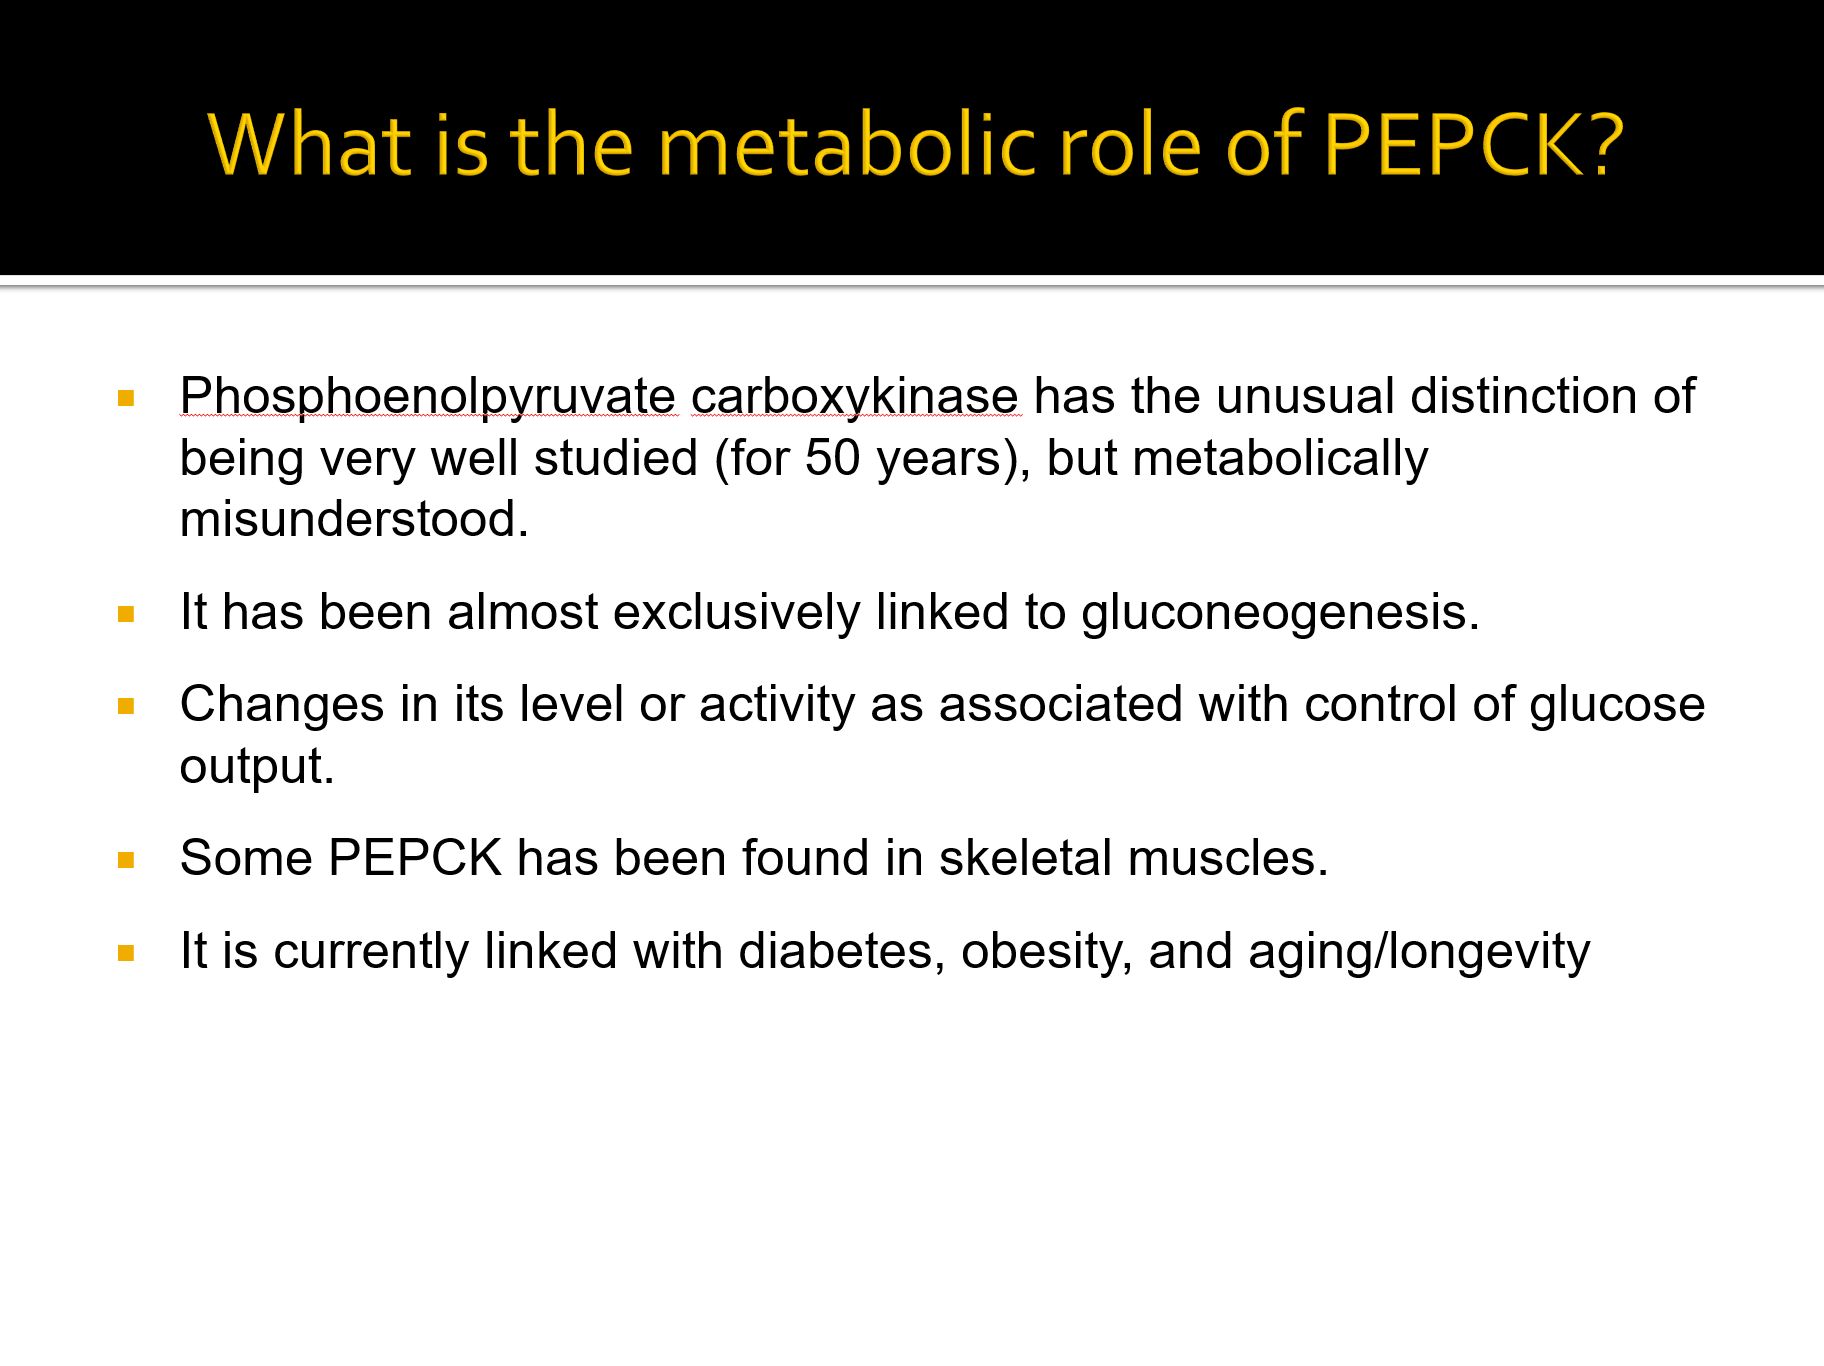 What is the metabolic role of PEPCK?
Phosphoenolpyruvate carboxykinase has the unusual distinction of
being very well studied (for 50 years), but metabolically
misunderstood.
It has been almost exclusively linked to gluconeogenesis.
Changes in its level or activity as associated with control of glucose
output.
Some PEPCK has been found in skeletal muscles.
It is currently linked with diabetes, obesity, and aging/longevity